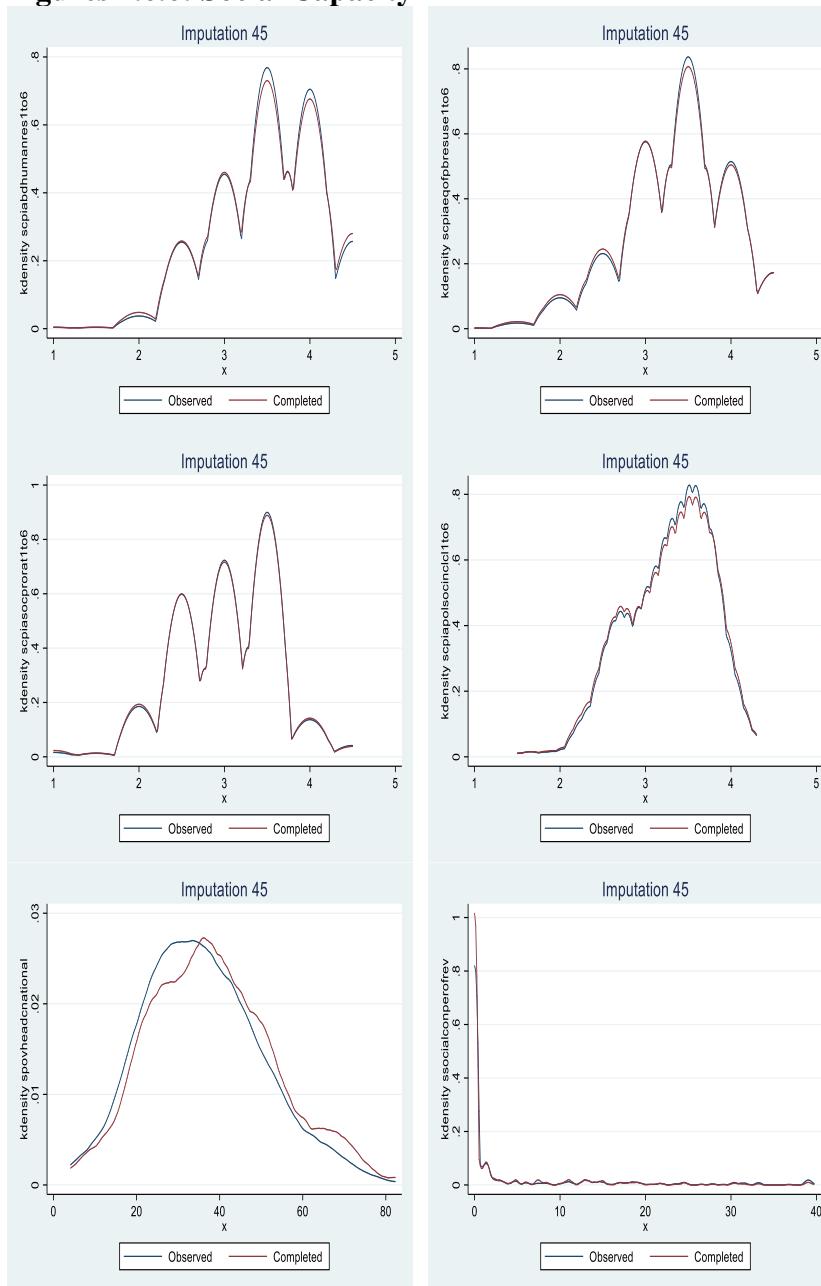 Imputation 45
kdensity scpiabdhumanres1to6
0 .2 .4 .6 .8
1 2 3 4 5
x
Observed Completed
Imputation 45
kdensity scpiaeqofpbresuse1to6
0 .2 .4 .6 .8
1 2 3 4 5
x
Observed Completed
Imputation 45
kdensity scpiasocprorat1to6
0 .2 .4 .6 .8 1
1 2 3 4 5
x
Observed Completed
Imputation 45
kdensity scpiapolsocinclcl1to6
0 .2 .4 .6 .8
1 2 3 4 5
x
Observed Completed
Imputation 45
kdensity spovheadcnational
0 .01 .02 .03
0 20 40 60 80
x
Observed Completed
Imputation 45
kdensity ssocialconperofrev
0 .2 .4 .6 .8 1
0 10 20 30 40
x
Observed Completed